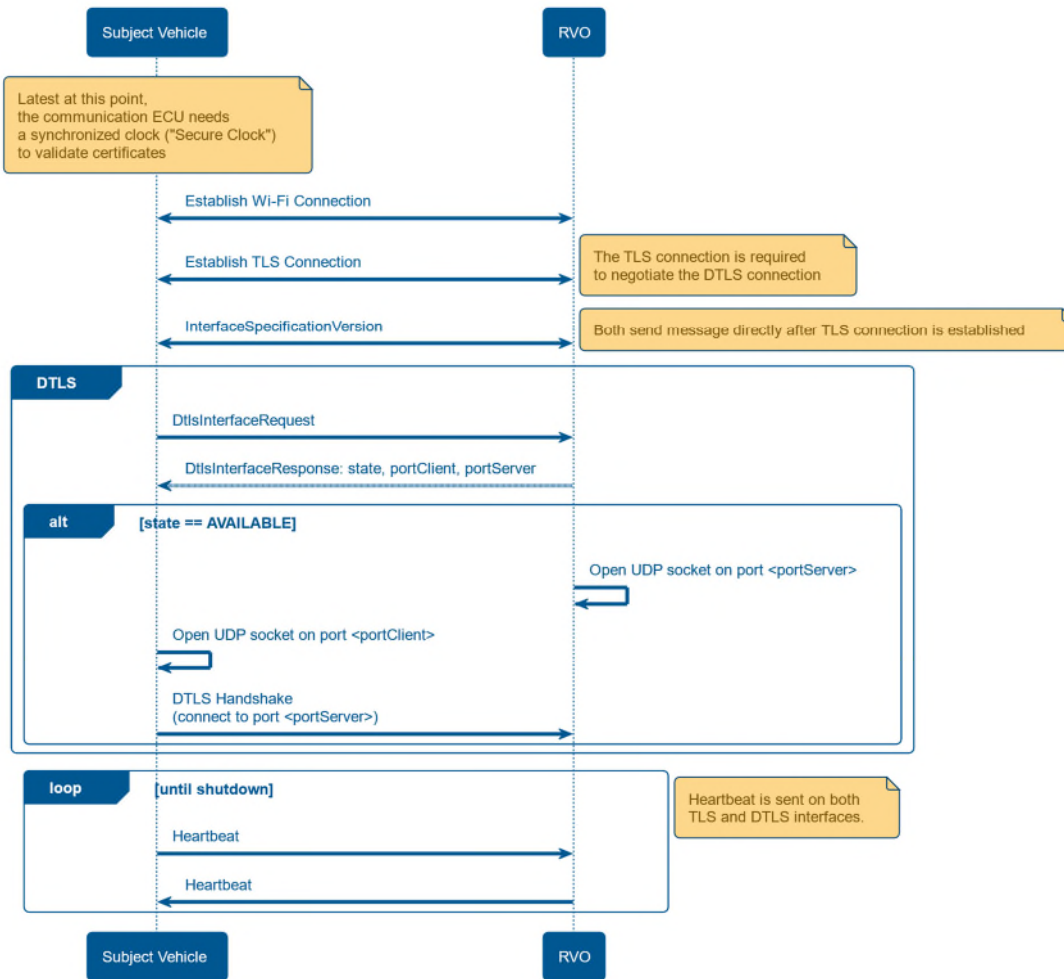 Subject Vehicle
RVO
Latest at this point,
the communication ECU needs
a synchronized clock ("Secure Clock")
to validate certificates
Establish Wi-Fi Connection
Establish TLS Connection
The TLS connection is required
to negotiate the DTLS connection
InterfaceSpecificationVersion
Both send message directly after TLS connection is established
DTLS
DtlsInterfaceRequest
DtlsInterfaceResponse: state, portClient, portServer
alt
[state == AVAILABLE]
Open UDP socket on port <portServer>
Open UDP socket on port <portClient>
DTLS Handshake
(connect to port <portServer>)
loop
[until shutdown]
Heartbeat is sent on both
TLS and DTLS interfaces.
Heartbeat
Heartbeat
Subject Vehicle
RVO